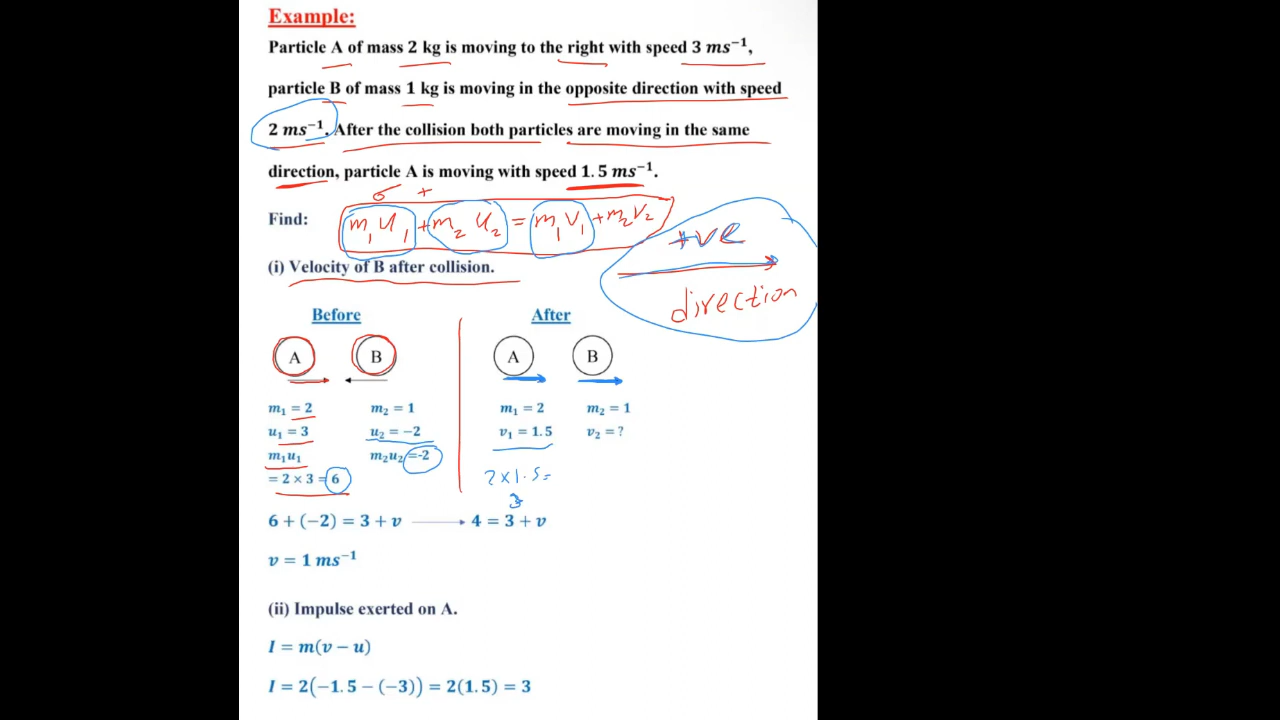 Example:
Particle A of mass 2 kg is moving to the right with speed 3 ms⁻¹,
particle B of mass 1 kg is moving in the opposite direction with speed
2 ms⁻¹. After the collision both particles are moving in the same
direction, particle A is moving with speed 1.5 ms⁻¹.
Find:
m₁u₁ + m₂u₂ = m₁v₁ + m₂v₂
+ve
direction
(i) Velocity of B after collision.
Before After
A B A B
m₁ = 2 m₂ = 1 m₁ = 2 m₂ = 1
u₁ = 3 u₂ = −2 v₁ = 1.5 v₂ = ?
m₁u₁ m₂u₂ = -2
= 2 × 3 = 6 2 × 1.5 =
3
6 + (−2) = 3 + v → 4 = 3 + v
v = 1 ms⁻¹
(ii) Impulse exerted on A.
I = m(v − u)
I = 2(−1.5 − (−3)) = 2(1.5) = 3